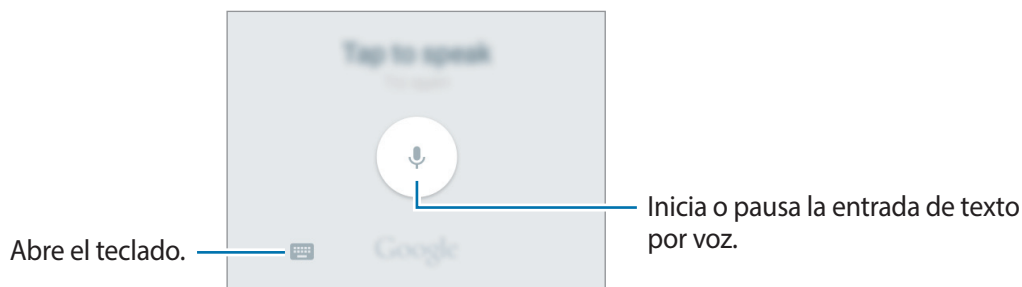 Tap to speak
Inicia o pausa la entrada de texto
por voz.
Abre el teclado.
Google